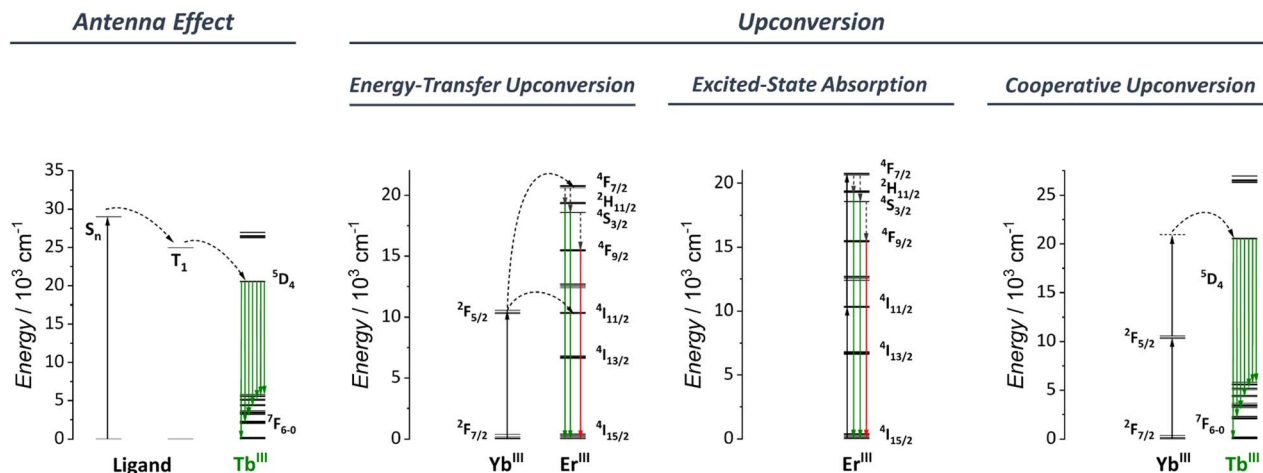 Antenna Effect
Upconversion
Energy-Transfer Upconversion
Excited-State Absorption
Cooperative Upconversion
Energy / 10³ cm⁻¹
35
30
25
20
15
10
5
0
Sₙ
T₁
⁵D₄
⁷F₆₋₀
Ligand
Tbᴵᴵᴵ
Energy / 10³ cm⁻¹
20
15
10
5
0
²F₅/₂
²F₇/₂
⁴F₇/₂
²H₁₁/₂
⁴S₃/₂
⁴F₉/₂
⁴I₁₁/₂
⁴I₁₃/₂
⁴I₁₅/₂
Ybᴵᴵᴵ
Erᴵᴵᴵ
Energy / 10³ cm⁻¹
20
15
10
5
0
⁴F₇/₂
²H₁₁/₂
⁴S₃/₂
⁴F₉/₂
⁴I₁₁/₂
⁴I₁₃/₂
⁴I₁₅/₂
Erᴵᴵᴵ
Energy / 10³ cm⁻¹
25
20
15
10
5
0
²F₅/₂
²F₇/₂
⁵D₄
⁷F₆₋₀
Ybᴵᴵᴵ
Tbᴵᴵᴵ